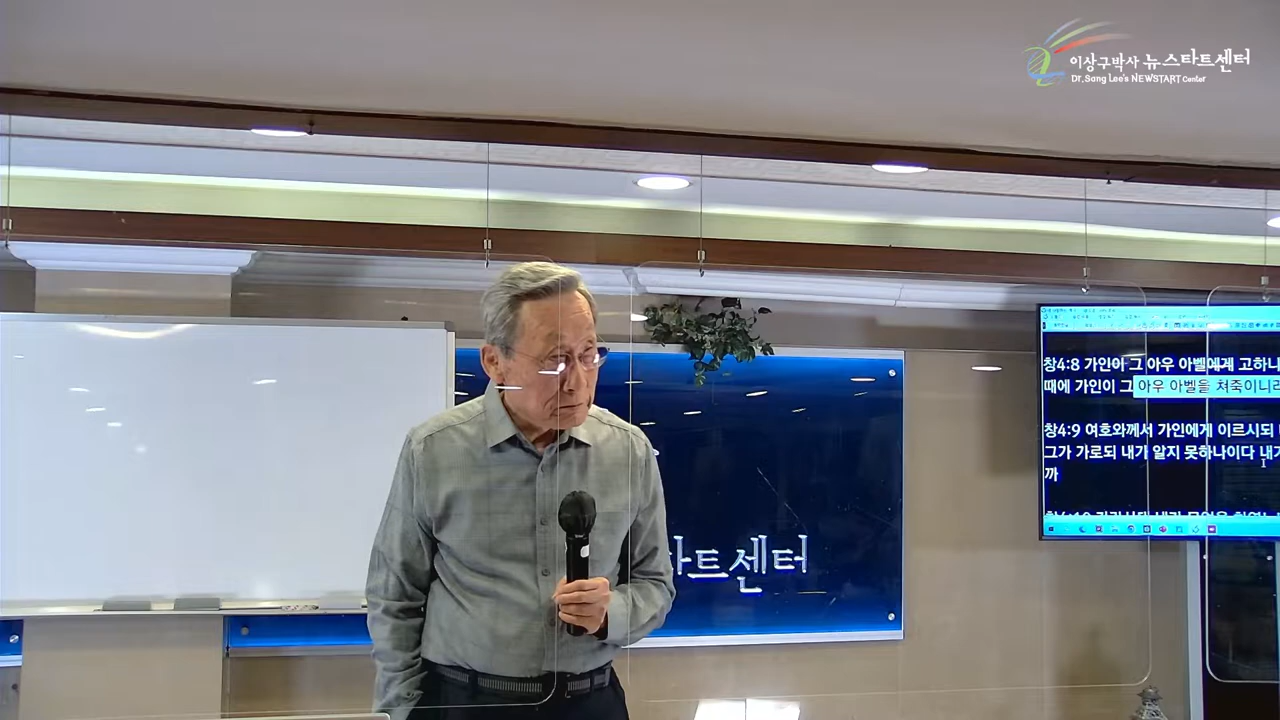 이상구박사 뉴스타트센터
Dr. Sang Lee's NEWSTART Center
창4:8 가인이 그 아우 아벨에게 고하니
때에 가인이 그 아우 아벨을 쳐죽이니라
창4:9 여호와께서 가인에게 이르시되
그가 가로되 내가 알지 못하나이다 내가
까
타트센터